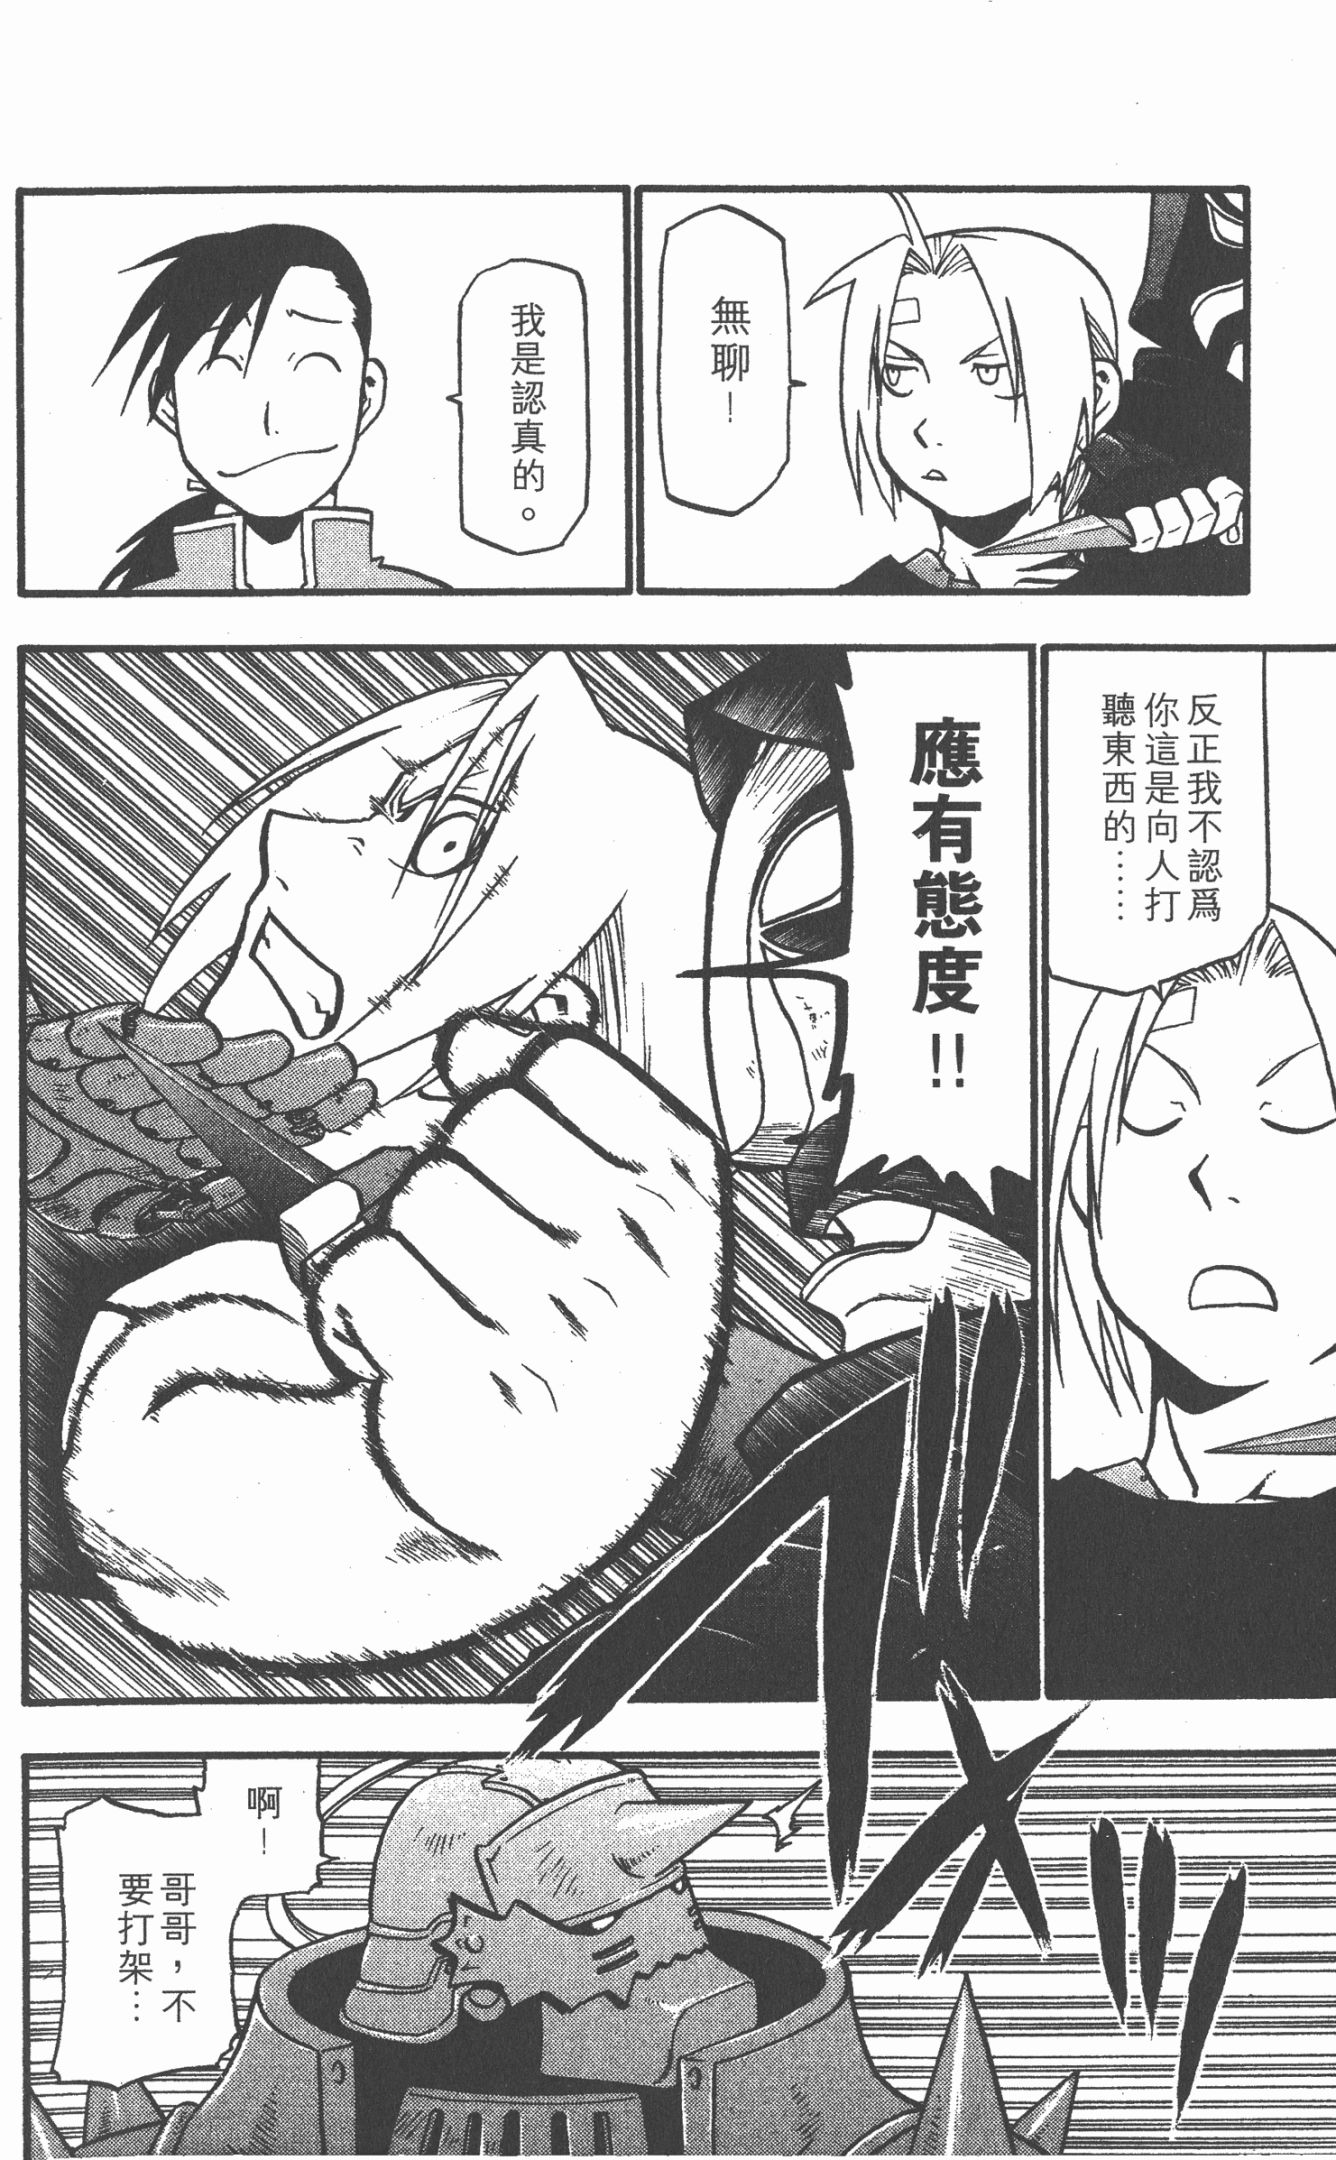 無聊!
我是認真的。
反正我不認爲
你這是向人打
聽東西的……
應有態度!!
啊!
哥哥，不
要打架…